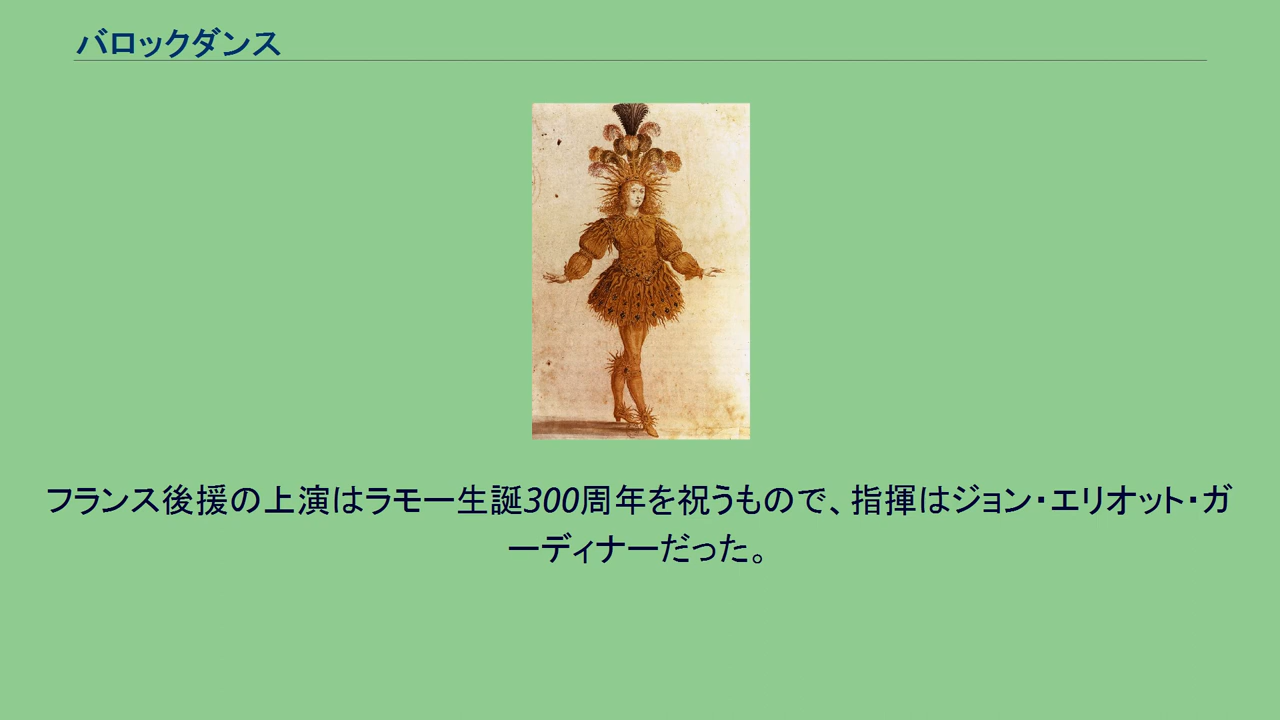 バロックダンス
フランス後援の上演はラモー生誕300周年を祝うもので、指揮はジョン・エリオット・ガ
ーディナーだった。